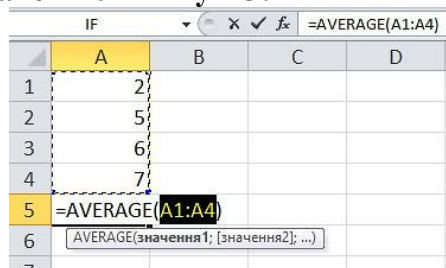 IF fx =AVERAGE(A1:A4)
A B C D
1 2
2 5
3 6
4 7
5 =AVERAGE(A1:A4)
6 AVERAGE(значення1; [значення2]; ...)